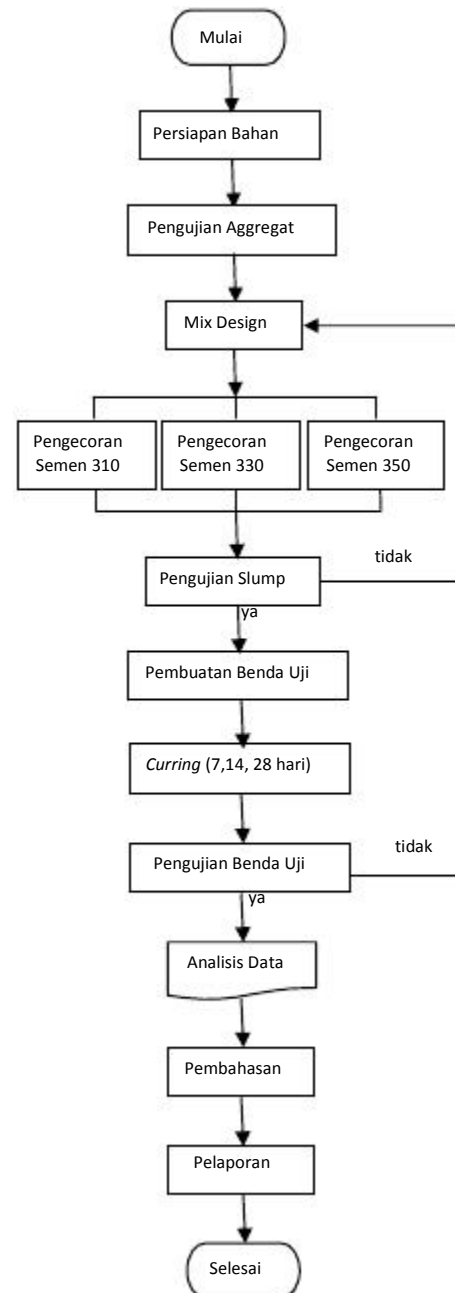 Mulai
Persiapan Bahan
Pengujian Aggregat
Mix Design
Pengecoran
Semen 310
Pengecoran
Semen 330
Pengecoran
Semen 350
Pengujian Slump
tidak
ya
Pembuatan Benda Uji
Curring (7,14, 28 hari)
Pengujian Benda Uji
tidak
ya
Analisis Data
Pembahasan
Pelaporan
Selesai